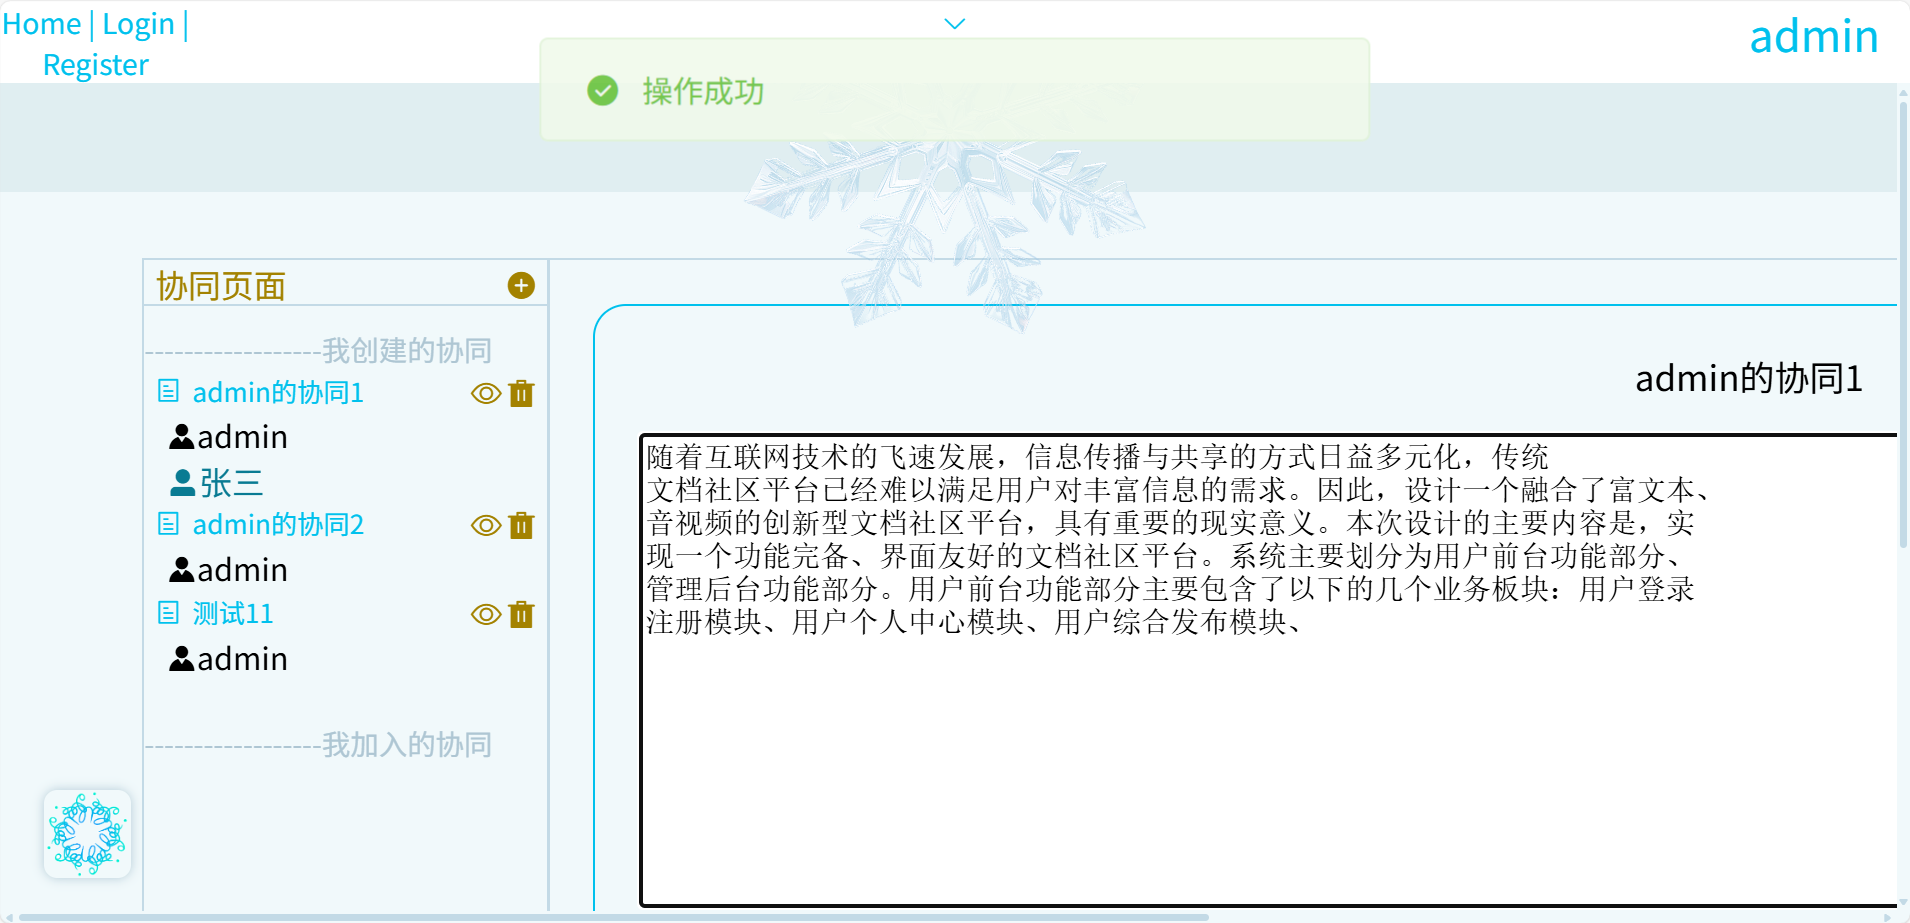 Home | Login |
Register
admin
操作成功
协同页面
------------------我创建的协同
admin的协同1
admin
张三
admin的协同2
admin
测试11
admin
------------------我加入的协同
admin的协同1
随着互联网技术的飞速发展，信息传播与共享的方式日益多元化，传统
文档社区平台已经难以满足用户对丰富信息的需求。因此，设计一个融合了富文本、
音视频的创新型文档社区平台，具有重要的现实意义。本次设计的主要内容是，实
现一个功能完备、界面友好的文档社区平台。系统主要划分为用户前台功能部分、
管理后台功能部分。用户前台功能部分主要包含了以下的几个业务板块：用户登录
注册模块、用户个人中心模块、用户综合发布模块、